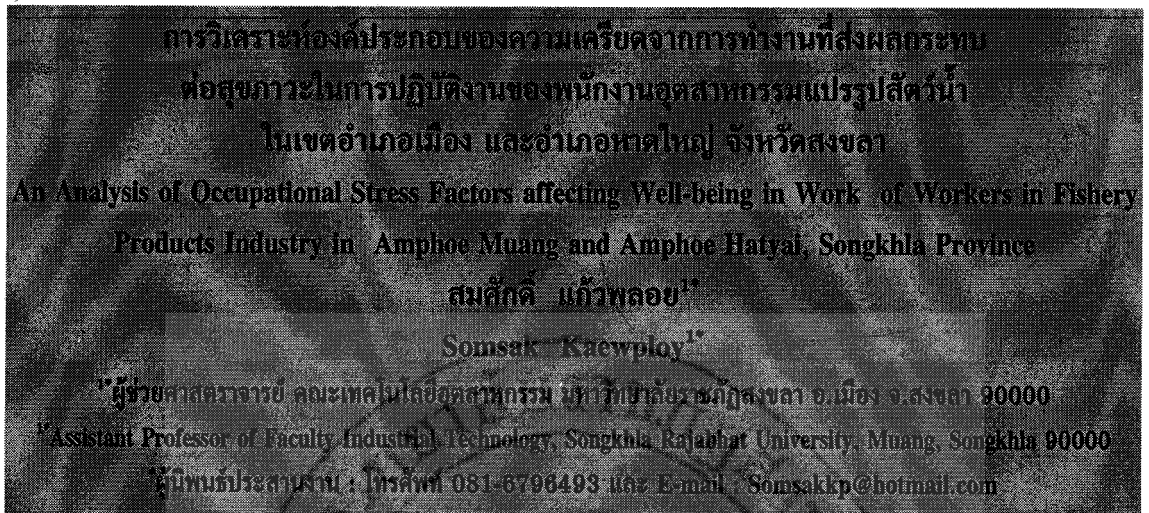 การวิเคราะห์องค์ประกอบของความเครียดจากการทำงานที่ส่งผลกระทบ
ต่อสุขภาวะในการปฏิบัติงานของพนักงานอุตสาหกรรมแปรรูปสัตว์น้ำ
ในเขตอำเภอเมือง และอำเภอหาดใหญ่ จังหวัดสงขลา
An Analysis of Occupational Stress Factors affecting Well-being in Work of Workers in Fishery
Products Industry in Amphoe Muang and Amphoe Hatyai, Songkhla Province
สมศักดิ์ แก้วพลอย¹*
Somsak Kaewploy¹*
¹*ผู้ช่วยศาสตราจารย์ คณะเทคโนโลยีอุตสาหกรรม มหาวิทยาลัยราชภัฏสงขลา อ.เมือง จ.สงขลา 90000
¹*Assistant Professor of Faculty Industrial Technology, Songkhla Rajabhat University, Muang, Songkhla 90000
*ผู้นิพนธ์ประสานงาน : โทรศัพท์ 081-6796493 และ E-mail : Somsakkp@hotmail.com